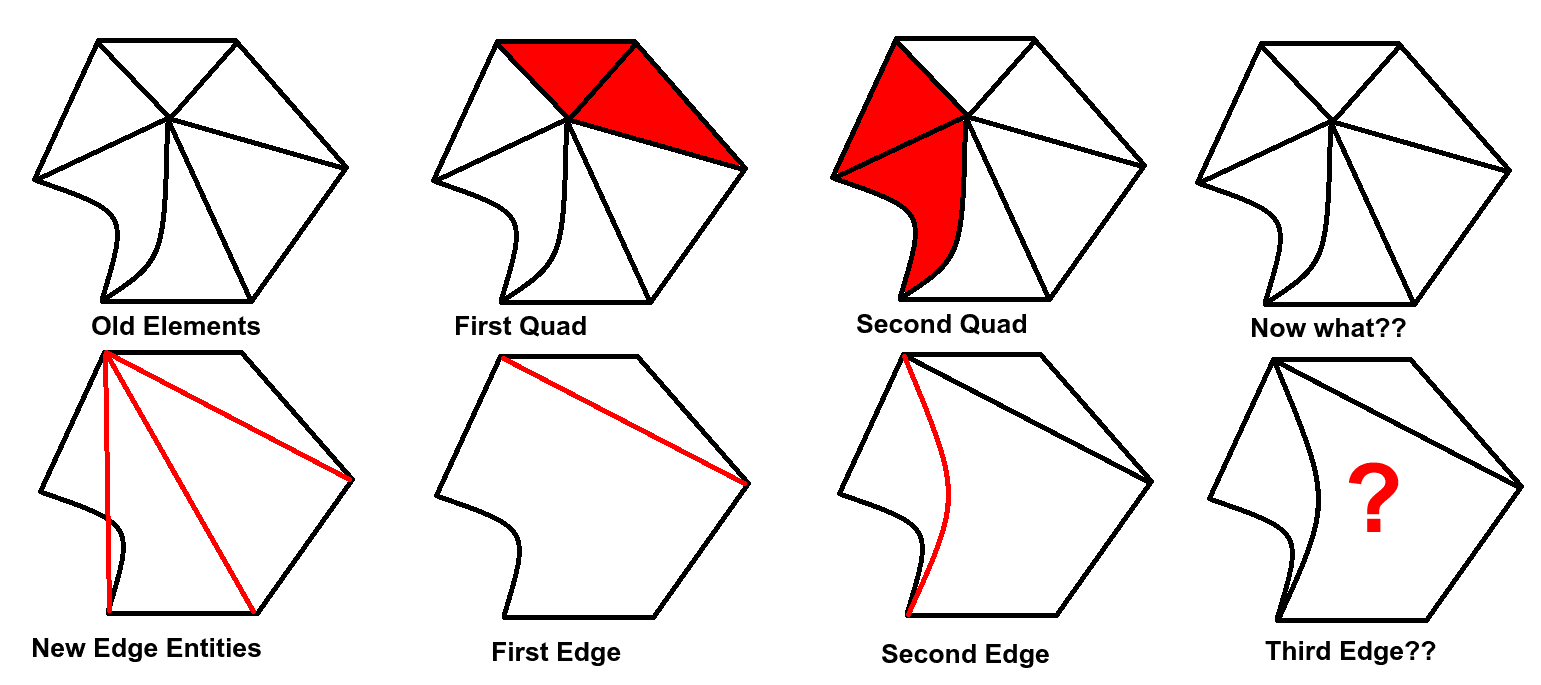 Old Elements
First Quad
Second Quad
Now what??
?
New Edge Entities
First Edge
Second Edge
Third Edge??